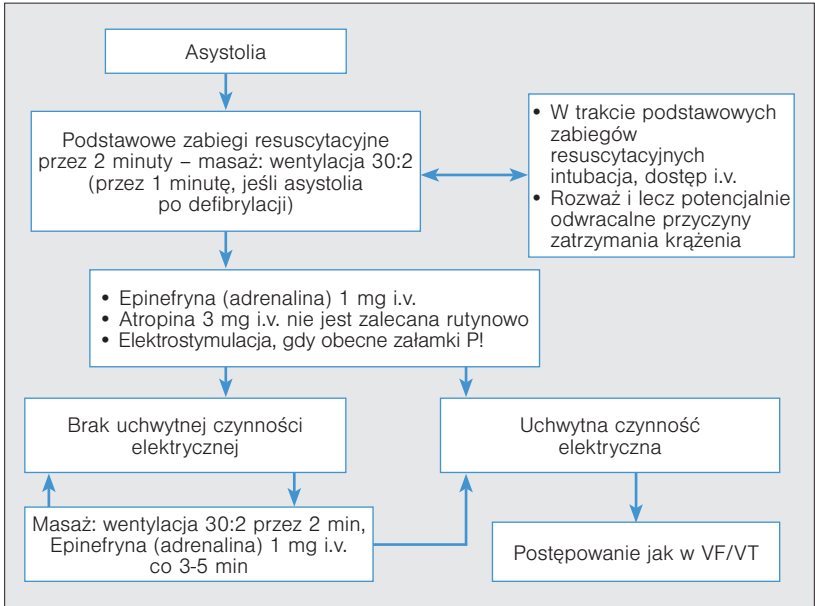 Asystolia
Podstawowe zabiegi resuscytacyjne
przez 2 minuty – masaż: wentylacja 30:2
(przez 1 minutę, jeśli asystolia
po defibrylacji)
• W trakcie podstawowych
zabiegów
resuscytacyjnych
intubacja, dostęp i.v.
• Rozważ i lecz potencjalnie
odwracalne przyczyny
zatrzymania krążenia
• Epinefryna (adrenalina) 1 mg i.v.
• Atropina 3 mg i.v. nie jest zalecana rutynowo
• Elektrostymulacja, gdy obecne załamki P!
Brak uchwytnej czynności
elektrycznej
Uchwytna czynność
elektryczna
Masaż: wentylacja 30:2 przez 2 min,
Epinefryna (adrenalina) 1 mg i.v.
co 3-5 min
Postępowanie jak w VF/VT